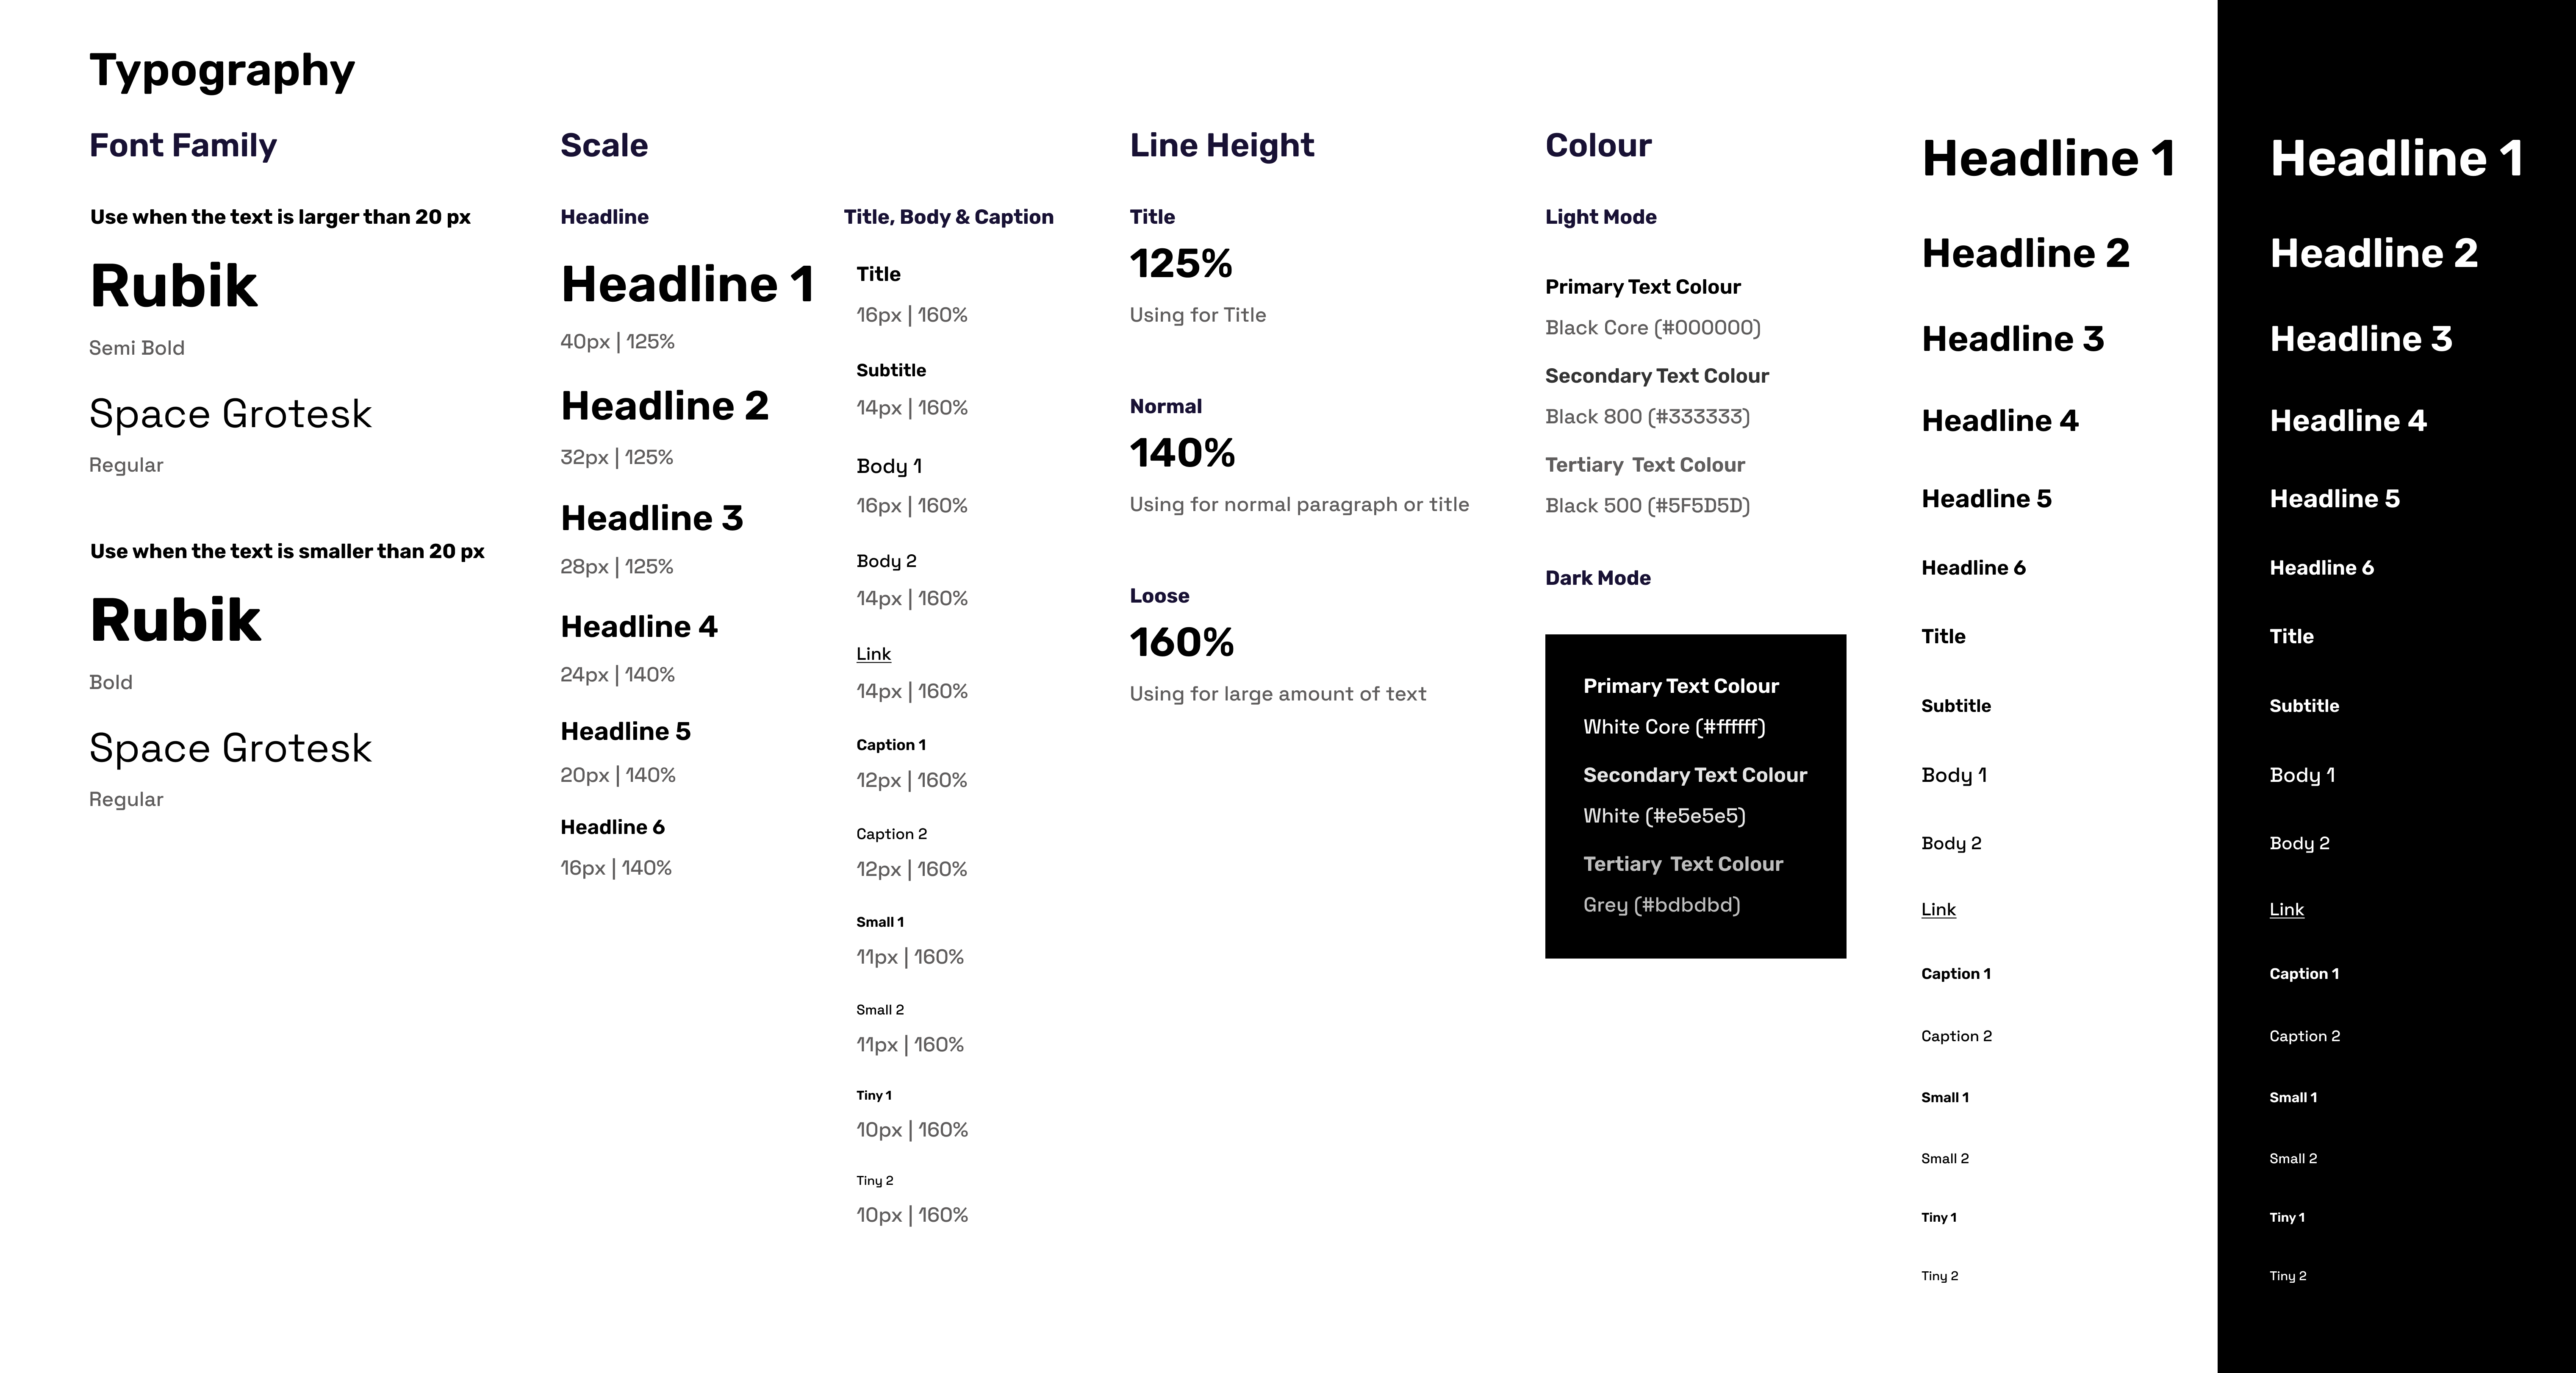 Typography
Font Family
Use when the text is larger than 20 px
Rubik
Semi Bold
Space Grotesk
Regular
Use when the text is smaller than 20 px
Rubik
Bold
Space Grotesk
Regular
Scale
Headline
Headline 1
40px | 125%
Headline 2
32px | 125%
Headline 3
28px | 125%
Headline 4
24px | 140%
Headline 5
20px | 140%
Headline 6
16px | 140%
Title, Body & Caption
Title
16px | 160%
Subtitle
14px | 160%
Body 1
16px | 160%
Body 2
14px | 160%
Link
14px | 160%
Caption 1
12px | 160%
Caption 2
12px | 160%
Small 1
11px | 160%
Small 2
11px | 160%
Tiny 1
10px | 160%
Tiny 2
10px | 160%
Line Height
Title
125%
Using for Title
Normal
140%
Using for normal paragraph or title
Loose
160%
Using for large amount of text
Colour
Light Mode
Primary Text Colour
Black Core (#000000)
Secondary Text Colour
Black 800 (#333333)
Tertiary Text Colour
Black 500 (#5F5D5D)
Dark Mode
Primary Text Colour
White Core (#ffffff)
Secondary Text Colour
White (#e5e5e5)
Tertiary Text Colour
Grey (#bdbdbd)
Headline 1
Headline 2
Headline 3
Headline 4
Headline 5
Headline 6
Title
Subtitle
Body 1
Body 2
Link
Caption 1
Caption 2
Small 1
Small 2
Tiny 1
Tiny 2
Headline 1
Headline 2
Headline 3
Headline 4
Headline 5
Headline 6
Title
Subtitle
Body 1
Body 2
Link
Caption 1
Caption 2
Small 1
Small 2
Tiny 1
Tiny 2